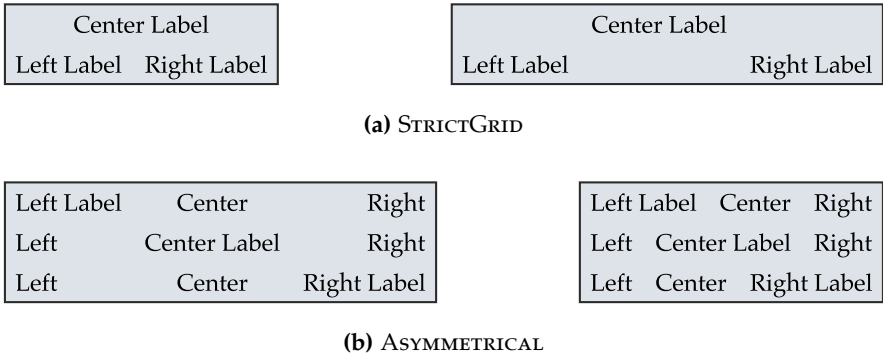 Center Label
Left Label Right Label
Center Label
Left Label Right Label
(a) StrictGrid
Left Label Center Right
Left Center Label Right
Left Center Right Label
Left Label Center Right
Left Center Label Right
Left Center Right Label
(b) Asymmetrical